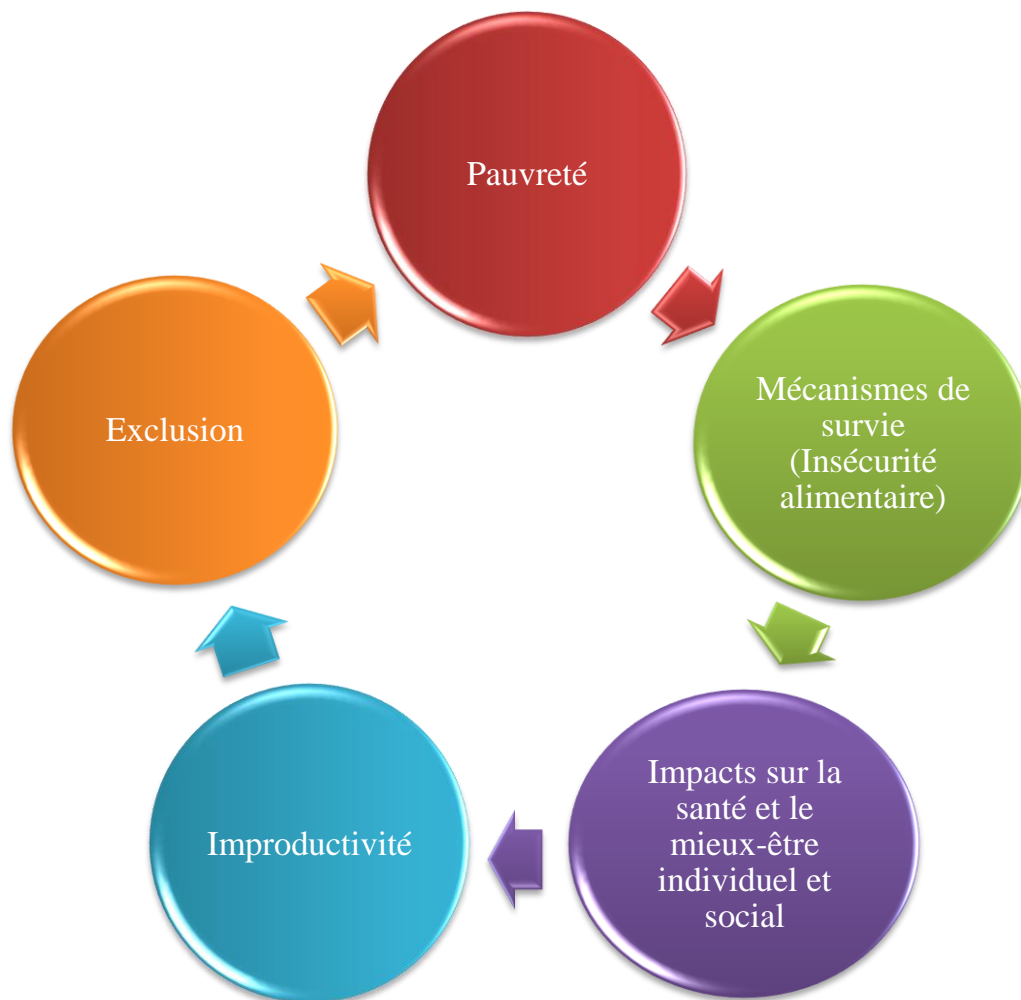 Pauvreté
Mécanismes de
survie
(Insécurité
alimentaire)
Impacts sur la
santé et le
mieux-être
individuel et
social
Improductivité
Exclusion